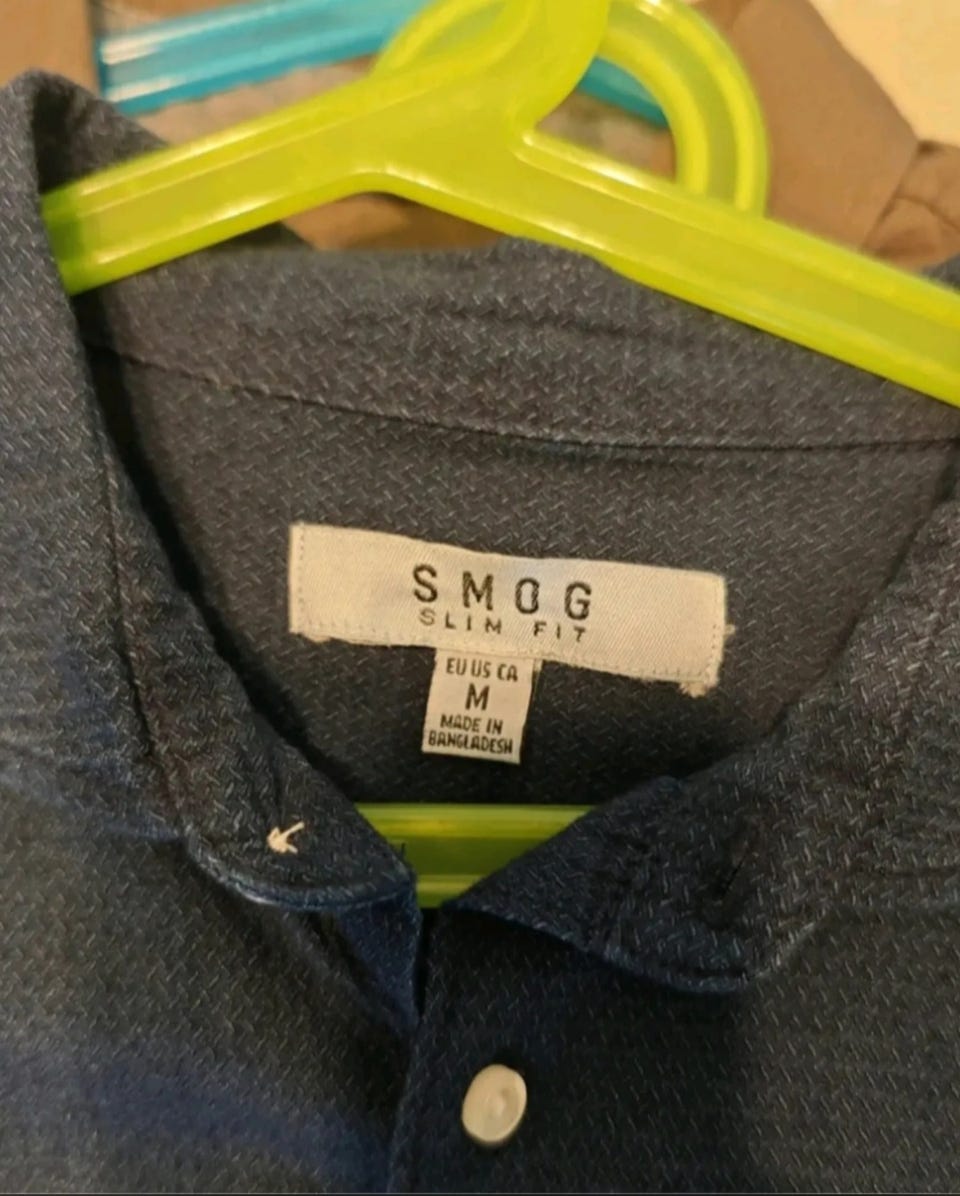 SMOG
SLIM FIT
EU US CA
M
MADE IN
BANGLADESH